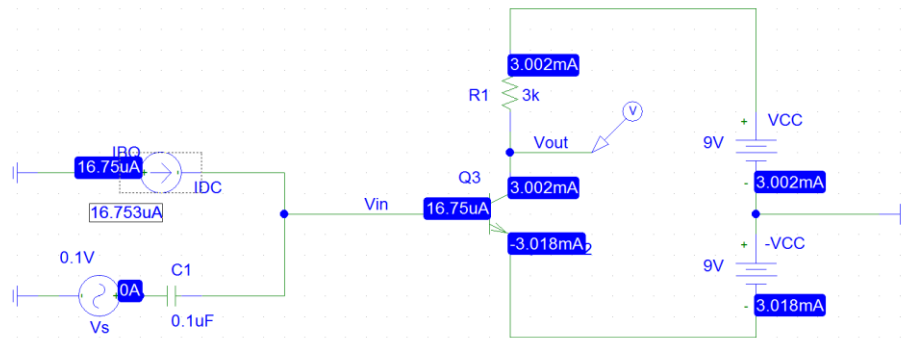 3.002mA
R1 3k
V
VCC
+
9V
Vout
IBQ
16.75uA
+
IDC
Q3
3.002mA
-
3.002mA
16.753uA
Vin
16.75uA
-3.018mA
+
-VCC
9V
0.1V
C1
0A
-
3.018mA
0.1uF
Vs